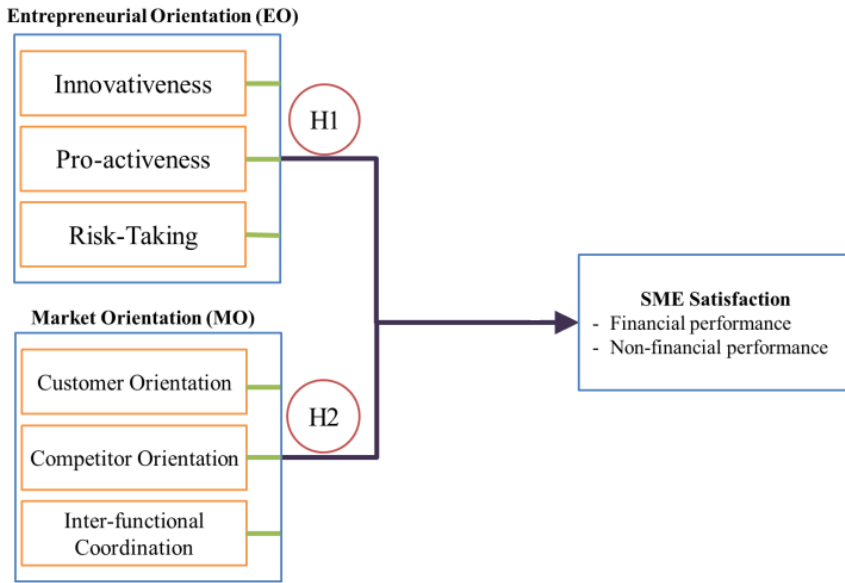 Entrepreneurial Orientation (EO)
Innovativeness
H1
Pro-activeness
Risk-Taking
Market Orientation (MO)
Customer Orientation
H2
Competitor Orientation
Inter-functional
Coordination
SME Satisfaction
- Financial performance
- Non-financial performance